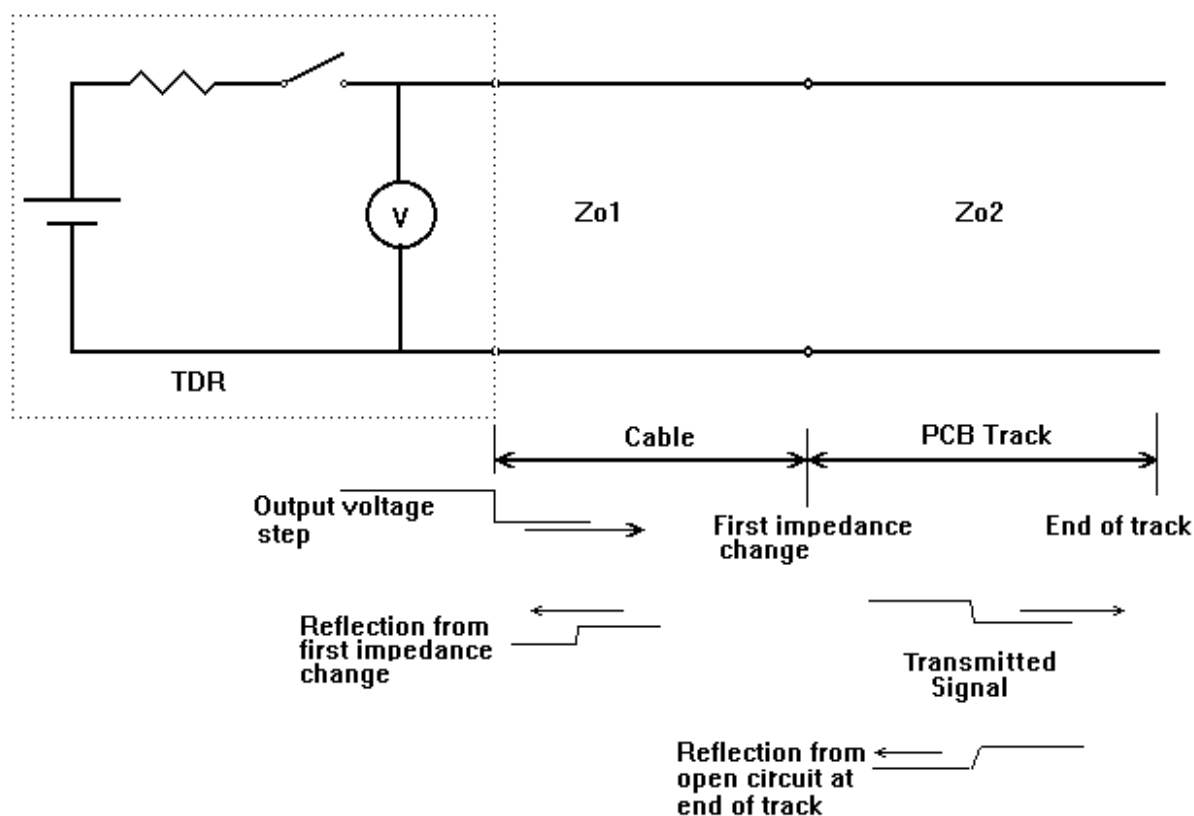 V
Zo1
Zo2
TDR
Cable
PCB Track
Output voltage
step
First impedance
change
End of track
Reflection from
first impedance
change
Transmitted
Signal
Reflection from
open circuit at
end of track